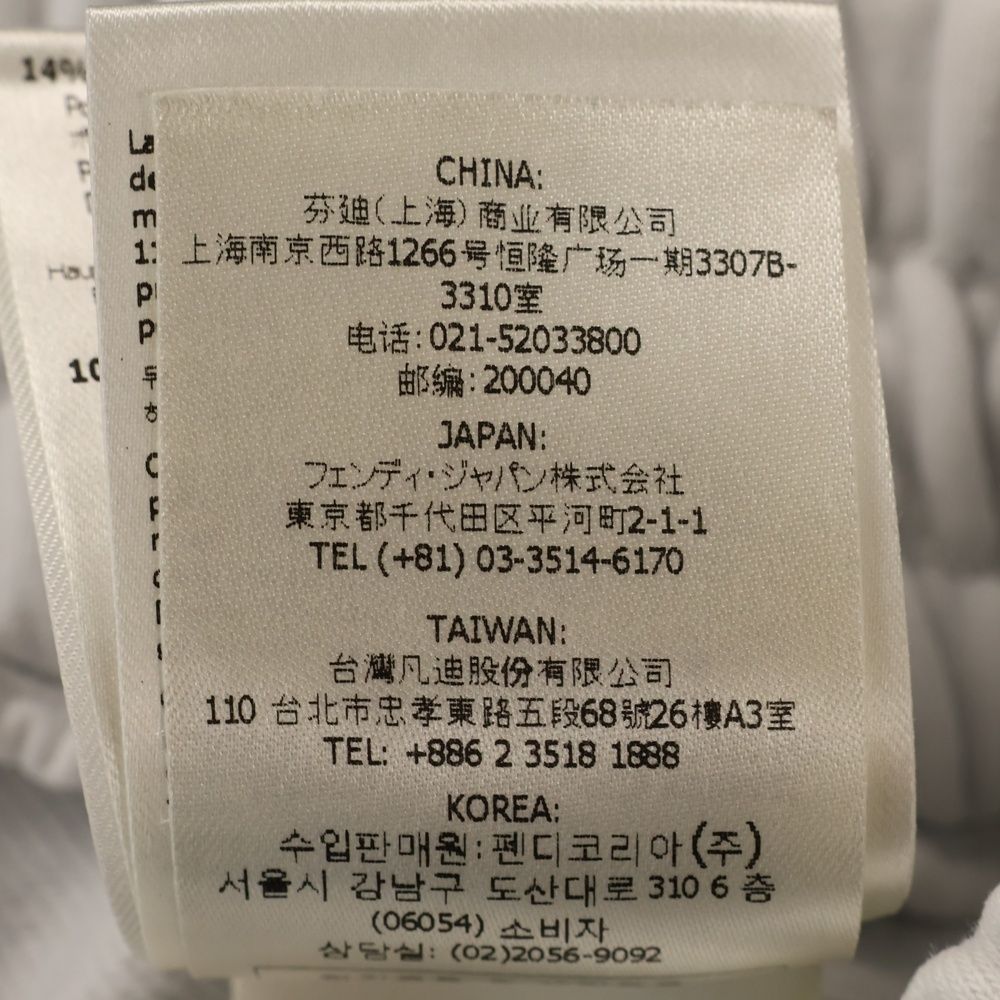 CHINA:
芬迪(上海)商业有限公司
上海南京西路1266号恒隆广场一期3307B-
3310室
电话:021-52033800
邮编:200040
JAPAN:
フェンディ・ジャパン株式会社
東京都千代田区平河町2-1-1
TEL (+81) 03-3514-6170
TAIWAN:
台灣凡迪股份有限公司
110 台北市忠孝東路五段68號26樓A3室
TEL: +886 2 3518 1888
KOREA:
수입판매원:펜디코리아(주)
서울시 강남구 도산대로 310 6 층
(06054) 소비자
상담실: (02)2056-9092